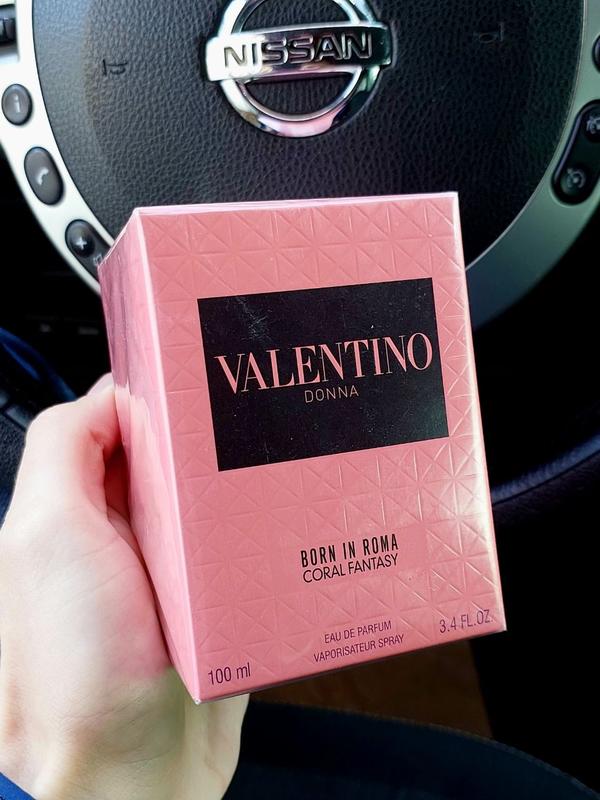 NISSAN
VALENTINO
DONNA
BORN IN ROMA
CORAL FANTASY
EAU DE PARFUM
VAPORISATEUR SPRAY
100 ml
3.4 FL.OZ.